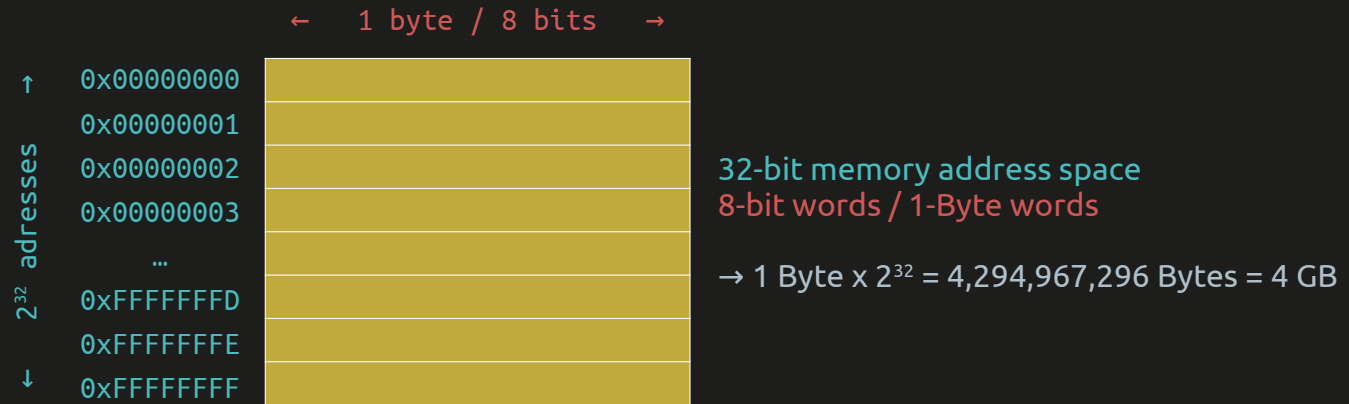 ← 1 byte / 8 bits →
↑
2³² adresses
↓
0x00000000
0x00000001
0x00000002
0x00000003
…
0xFFFFFFFD
0xFFFFFFFE
0xFFFFFFFF
32-bit memory address space
8-bit words / 1-Byte words
→ 1 Byte x 2³² = 4,294,967,296 Bytes = 4 GB